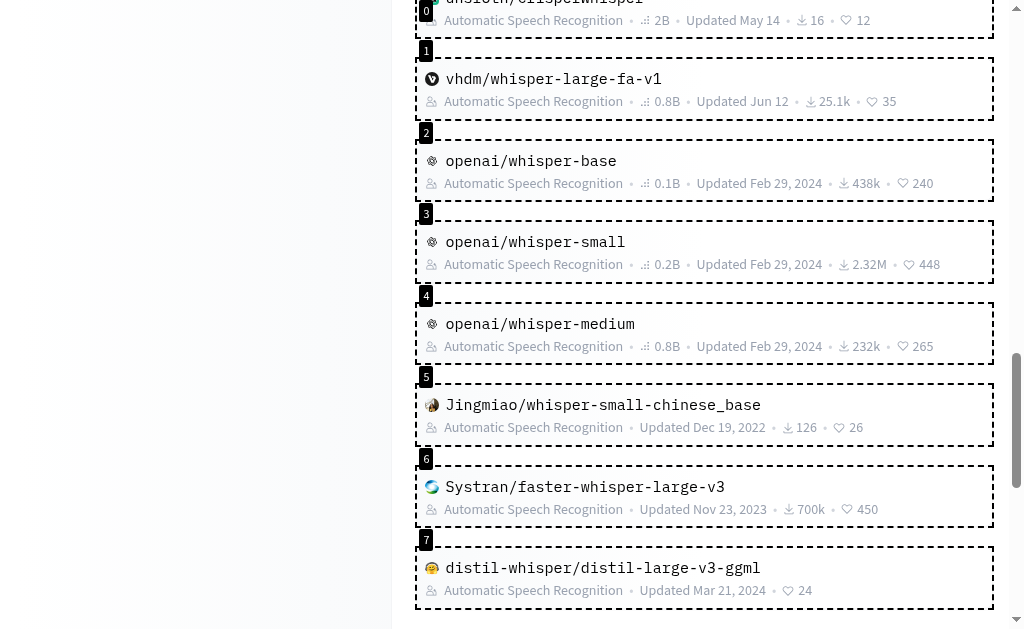 0
Automatic Speech Recognition • 2B • Updated May 14 • 16 • 12
1
vhdm/whisper-large-fa-v1
Automatic Speech Recognition • 0.8B • Updated Jun 12 • 25.1k • 35
2
openai/whisper-base
Automatic Speech Recognition • 0.1B • Updated Feb 29, 2024 • 438k • 240
3
openai/whisper-small
Automatic Speech Recognition • 0.2B • Updated Feb 29, 2024 • 2.32M • 448
4
openai/whisper-medium
Automatic Speech Recognition • 0.8B • Updated Feb 29, 2024 • 232k • 265
5
Jingmiao/whisper-small-chinese_base
Automatic Speech Recognition • Updated Dec 19, 2022 • 126 • 26
6
Systran/faster-whisper-large-v3
Automatic Speech Recognition • Updated Nov 23, 2023 • 700k • 450
7
distil-whisper/distil-large-v3-ggml
Automatic Speech Recognition • Updated Mar 21, 2024 • 24